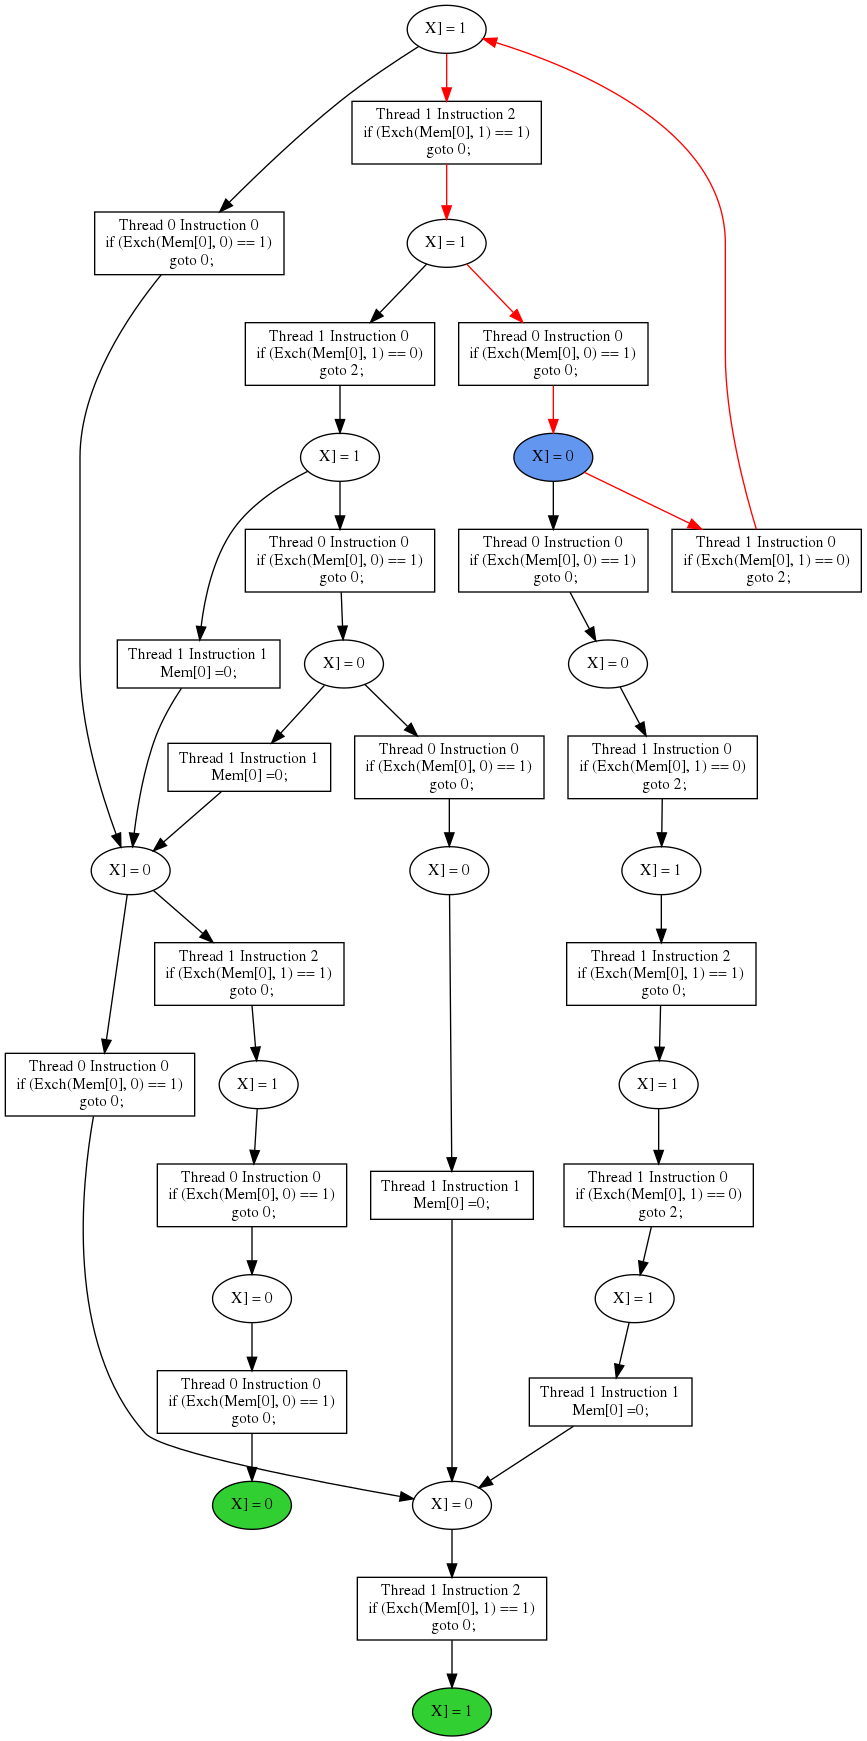 X] = 1
Thread 1 Instruction 2
if (Exch(Mem[0], 1) == 1)
goto 0;
Thread 0 Instruction 0
if (Exch(Mem[0], 0) == 1)
goto 0;
X] = 1
Thread 1 Instruction 0
if (Exch(Mem[0], 1) == 0)
goto 2;
Thread 0 Instruction 0
if (Exch(Mem[0], 0) == 1)
goto 0;
X] = 1
X] = 0
Thread 0 Instruction 0
if (Exch(Mem[0], 0) == 1)
goto 0;
Thread 0 Instruction 0
if (Exch(Mem[0], 0) == 1)
goto 0;
Thread 1 Instruction 0
if (Exch(Mem[0], 1) == 0)
goto 2;
Thread 1 Instruction 1
Mem[0] =0;
X] = 0
X] = 0
Thread 1 Instruction 1
Mem[0] =0;
Thread 0 Instruction 0
if (Exch(Mem[0], 0) == 1)
goto 0;
Thread 1 Instruction 0
if (Exch(Mem[0], 1) == 0)
goto 2;
X] = 0
X] = 0
X] = 1
Thread 1 Instruction 2
if (Exch(Mem[0], 1) == 1)
goto 0;
Thread 1 Instruction 2
if (Exch(Mem[0], 1) == 1)
goto 0;
Thread 0 Instruction 0
if (Exch(Mem[0], 0) == 1)
goto 0;
X] = 1
X] = 1
Thread 0 Instruction 0
if (Exch(Mem[0], 0) == 1)
goto 0;
Thread 1 Instruction 1
Mem[0] =0;
Thread 1 Instruction 0
if (Exch(Mem[0], 1) == 0)
goto 2;
X] = 0
X] = 1
Thread 0 Instruction 0
if (Exch(Mem[0], 0) == 1)
goto 0;
Thread 1 Instruction 1
Mem[0] =0;
X] = 0
X] = 0
Thread 1 Instruction 2
if (Exch(Mem[0], 1) == 1)
goto 0;
X] = 1